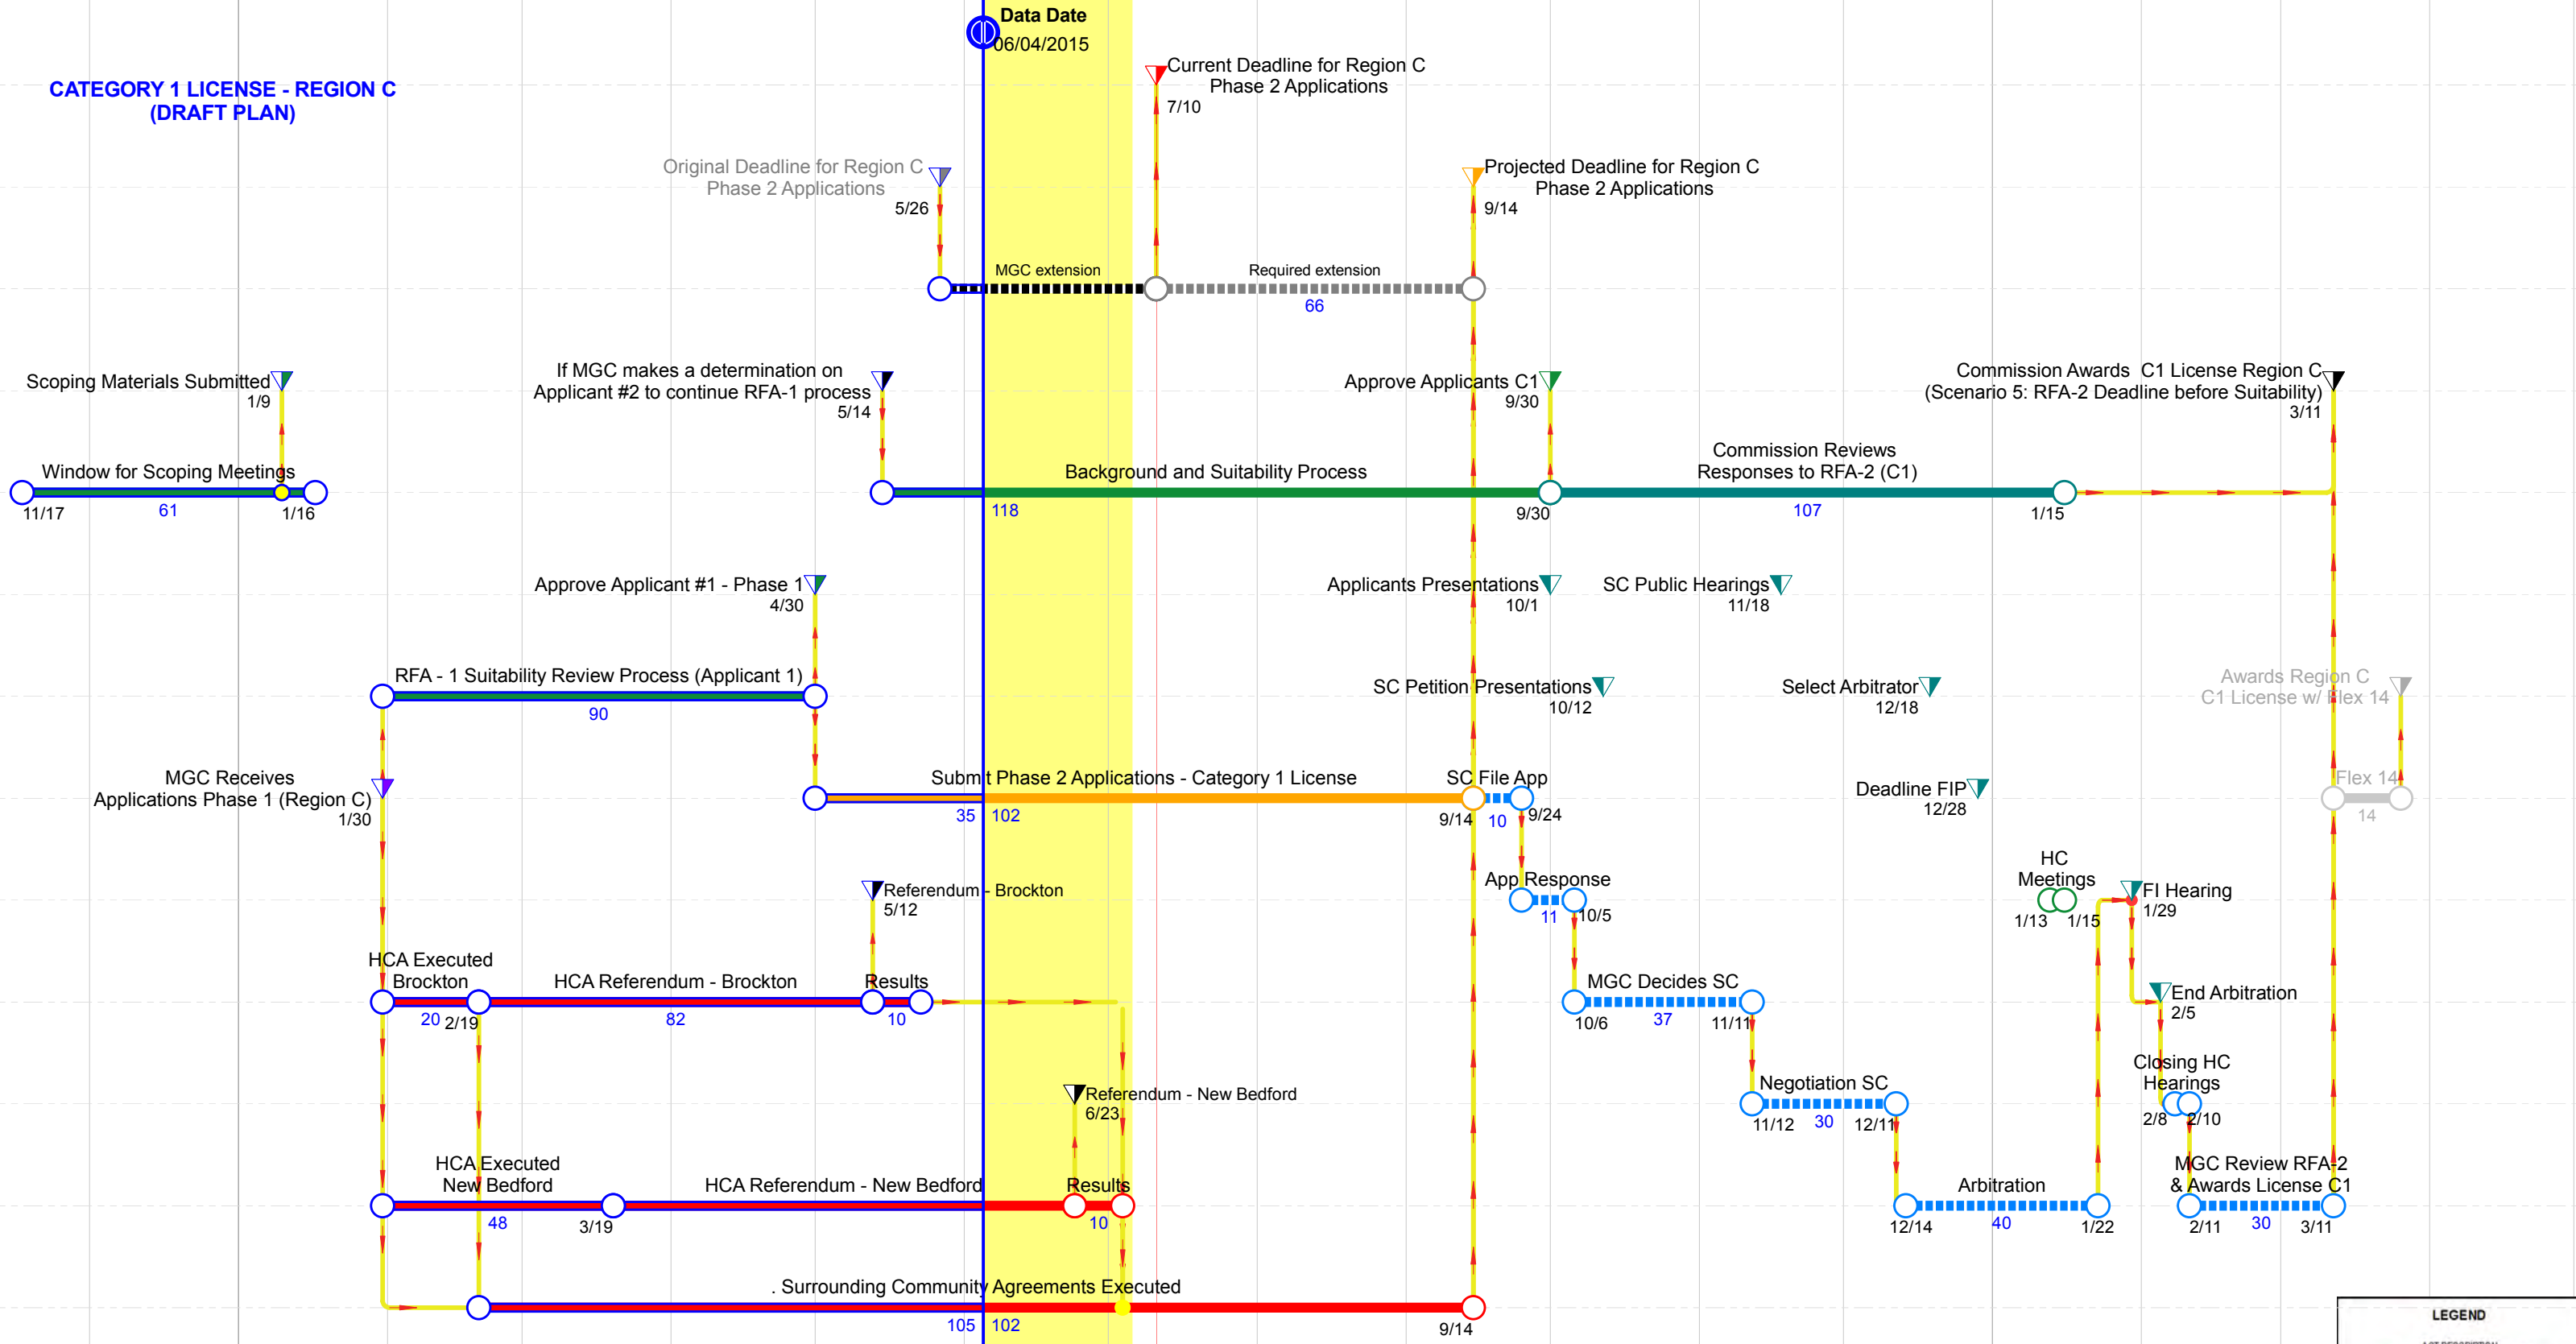 Data Date
06/04/2015
CATEGORY 1 LICENSE - REGION C
(DRAFT PLAN)
Current Deadline for Region C
Phase 2 Applications
7/10
Original Deadline for Region C
Phase 2 Applications
5/26
Projected Deadline for Region C
Phase 2 Applications
9/14
MGC extension
Required extension
66
Scoping Materials Submitted
1/9
If MGC makes a determination on
Applicant #2 to continue RFA-1 process
5/14
Approve Applicants C1
9/30
Commission Awards  C1 License Region C
(Scenario 5: RFA-2 Deadline before Suitability)
3/11
Window for Scoping Meetings
11/17
61
1/16
Background and Suitability Process
118
9/30
Commission Reviews
Responses to RFA-2 (C1)
107
1/15
Approve Applicant #1 - Phase 1
4/30
Applicants Presentations
10/1
SC Public Hearings
11/18
RFA - 1 Suitability Review Process (Applicant 1)
90
SC Petition Presentations
10/12
Select Arbitrator
12/18
Awards Region C
C1 License w/ Flex 14
MGC Receives
Applications Phase 1 (Region C)
1/30
Submit Phase 2 Applications - Category 1 License
35
102
9/14
SC File App
10
9/24
Deadline FIP
12/28
Flex 14
14
Referendum - Brockton
5/12
App Response
11
10/5
HC
Meetings
1/13
1/15
FI Hearing
1/29
HCA Executed
Brockton
20
2/19
HCA Referendum - Brockton
82
Results
10
MGC Decides SC
10/6
37
11/11
End Arbitration
2/5
Referendum - New Bedford
6/23
Negotiation SC
11/12
30
12/11
Closing HC
Hearings
2/8
2/10
HCA Executed
New Bedford
48
3/19
HCA Referendum - New Bedford
Results
10
Arbitration
12/14
40
1/22
MGC Review RFA-2
& Awards License C1
2/11
30
3/11
. Surrounding Community Agreements Executed
105
102
9/14
LEGEND